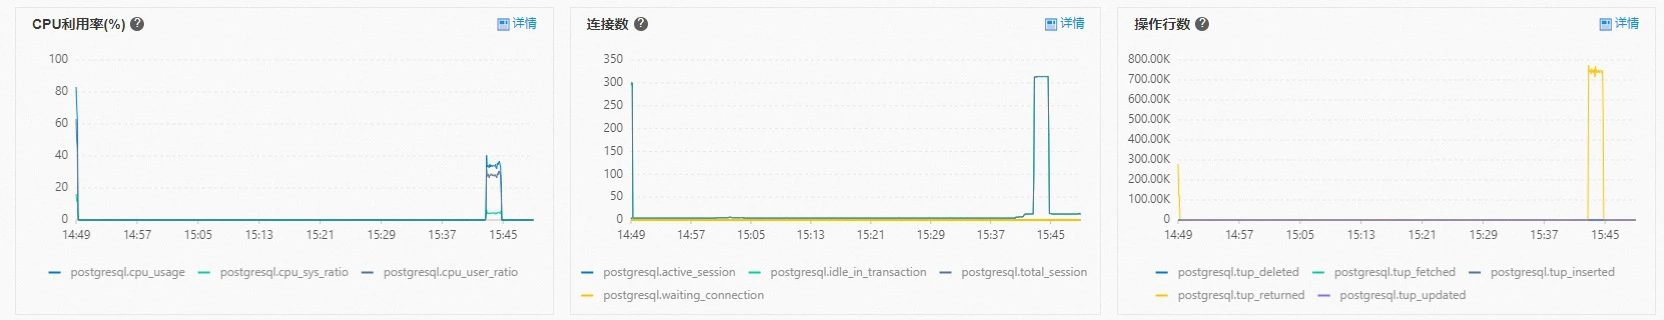 CPU利用率(%) ? 详情
100
80
60
40
20
0
14:49 14:57 15:05 15:13 15:21 15:29 15:37 15:45
postgresql.cpu_usage postgresql.cpu_sys_ratio postgresql.cpu_user_ratio
连接数 ? 详情
350
300
250
200
150
100
50
0
14:49 14:57 15:05 15:13 15:21 15:29 15:37 15:45
postgresql.active_session postgresql.idle_in_transaction postgresql.total_session
postgresql.waiting_connection
操作行数 ? 详情
800.00K
700.00K
600.00K
500.00K
400.00K
300.00K
200.00K
100.00K
0
14:49 14:57 15:05 15:13 15:21 15:29 15:37 15:45
postgresql.tup_deleted postgresql.tup_fetched postgresql.tup_inserted
postgresql.tup_returned postgresql.tup_updated